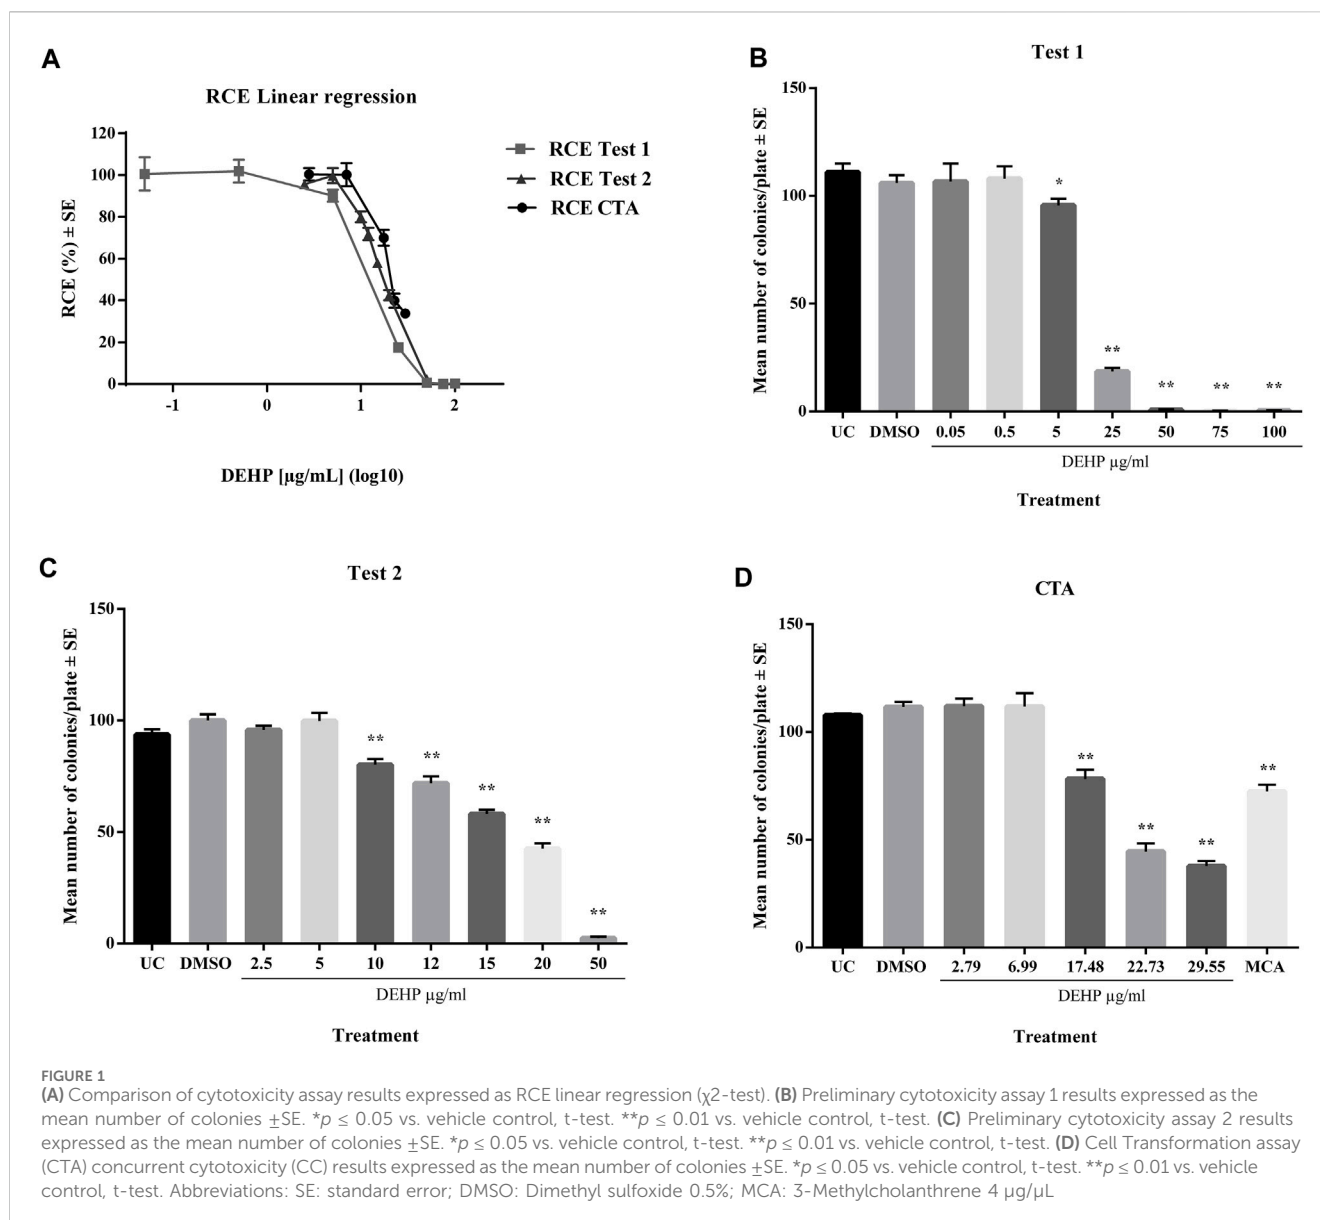 A
RCE Linear regression
120
100
80
60
40
20
0
RCE (%) ± SE
-1 0 1 2
DEHP [µg/mL] (log10)
RCE Test 1
RCE Test 2
RCE CTA
B
Test 1
150
100
50
0
Mean number of colonies/plate ± SE
*
**
**
**
**
UC DMSO 0.05 0.5 5 25 50 75 100
DEHP µg/ml
Treatment
C
Test 2
150
100
50
0
Mean number of colonies/plate ± SE
**
**
**
**
**
UC DMSO 2.5 5 10 12 15 20 50
DEHP µg/ml
Treatment
D
CTA
150
100
50
0
Mean number of colonies/plate ± SE
**
**
**
**
UC DMSO 2.79 6.99 17.48 22.73 29.55 MCA
DEHP µg/ml
Treatment
FIGURE 1
(A) Comparison of cytotoxicity assay results expressed as RCE linear regression (χ2-test). (B) Preliminary cytotoxicity assay 1 results expressed as the
mean number of colonies ±SE. *p ≤ 0.05 vs. vehicle control, t-test. **p ≤ 0.01 vs. vehicle control, t-test. (C) Preliminary cytotoxicity assay 2 results
expressed as the mean number of colonies ±SE. *p ≤ 0.05 vs. vehicle control, t-test. **p ≤ 0.01 vs. vehicle control, t-test. (D) Cell Transformation assay
(CTA) concurrent cytotoxicity (CC) results expressed as the mean number of colonies ±SE. *p ≤ 0.05 vs. vehicle control, t-test. **p ≤ 0.01 vs. vehicle
control, t-test. Abbreviations: SE: standard error; DMSO: Dimethyl sulfoxide 0.5%; MCA: 3-Methylcholanthrene 4 µg/µL